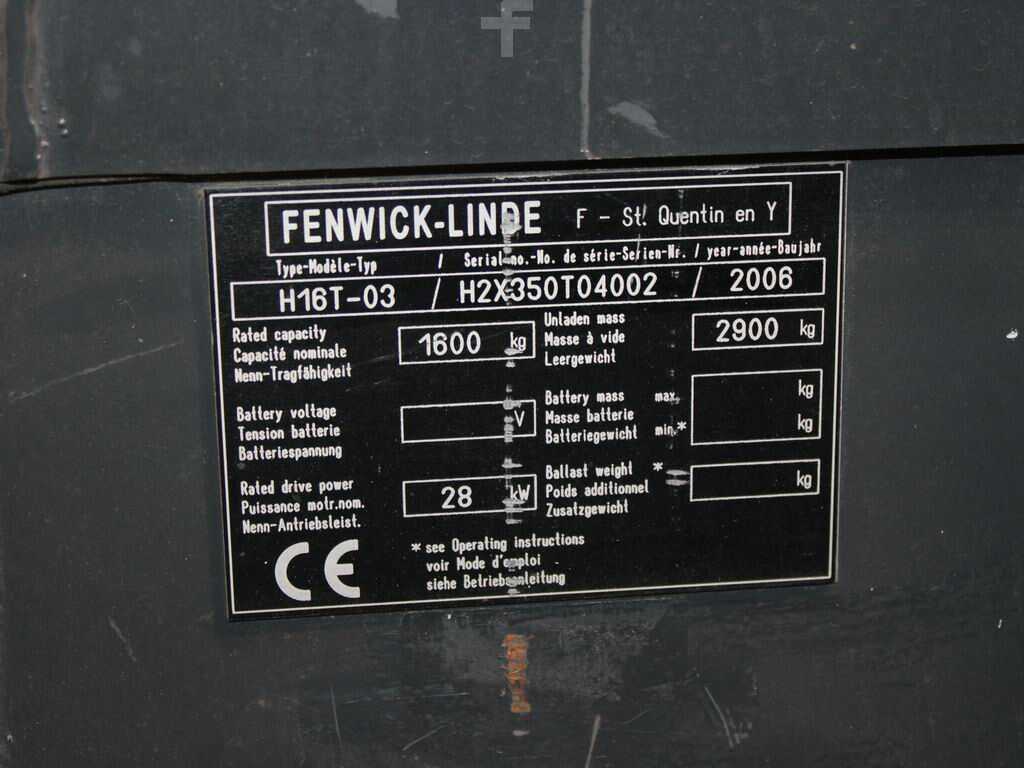 f
FENWICK-LINDE F - St. Quentin en Y
Type-Modèle-Typ / Serial-no.-No. de série-Serien-Nr. / year-année-Baujahr
H16T-03 / H2X350T04002 / 2006
Rated capacity
Capacité nominale
Nenn-Tragfähigkeit
1600 kg
Unladen mass
Masse à vide
Leergewicht
2900 kg
Battery voltage
Tension batterie
Batteriespannung
V
Battery mass max.
Masse batterie
Batteriegewicht min.*
kg
kg
Rated drive power
Puissance motr.nom.
Nenn-Antriebsleist.
28 kW
Ballast weight *
Poids additionnel
Zusatzgewicht
kg
CE
* see Operating instructions
voir Mode d'emploi
siehe Betriebsanleitung